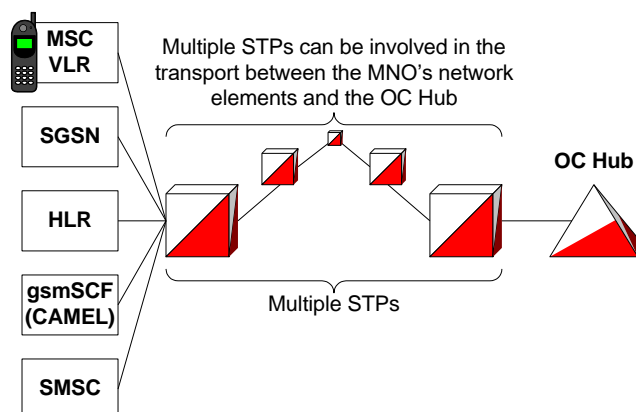 MSC
VLR
Multiple STPs can be involved in the
transport between the MNO's network
elements and the OC Hub
SGSN
OC Hub
HLR
gsmSCF
(CAMEL)
Multiple STPs
SMSC